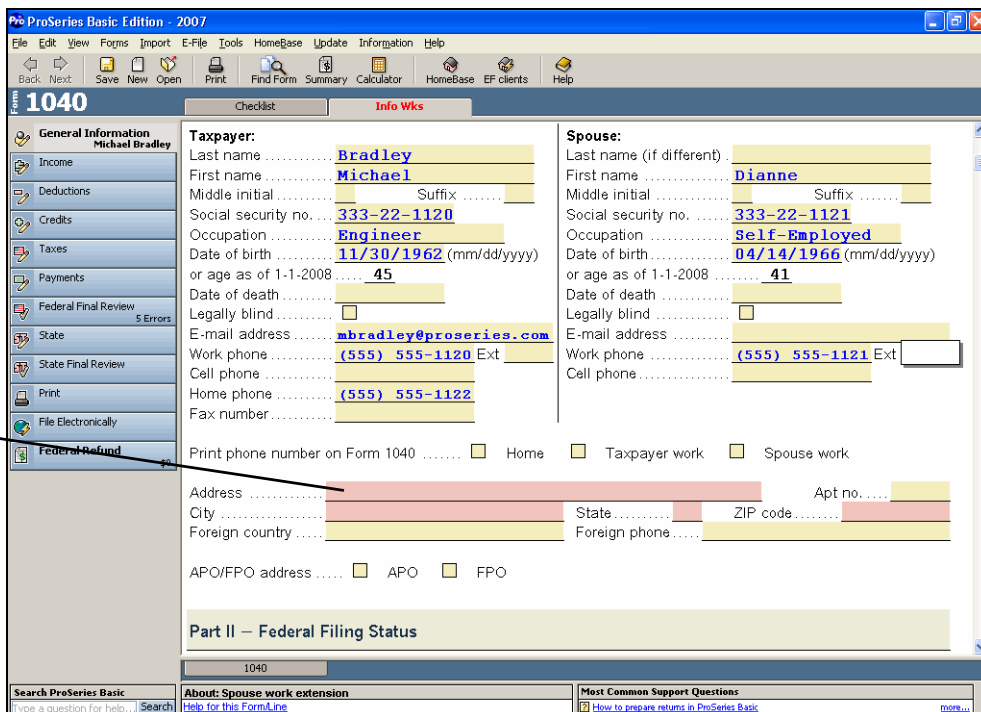 ProSeries Basic Edition - 2007
File Edit View Forms Import E-File Tools HomeBase Update Information Help
Back Next Save New Open Print Find Form Summary Calculator HomeBase EF clients Help
Form 1040
Checklist Info Wks
General Information
Michael Bradley
Income
Deductions
Credits
Taxes
Payments
Federal Final Review
5 Errors
State
State Final Review
Print
File Electronically
Federal Refund
$0
Taxpayer:
Last name ............ Bradley
First name ............ Michael
Middle initial ........ Suffix .......
Social security no. ... 333-22-1120
Occupation ........... Engineer
Date of birth .......... 11/30/1962 (mm/dd/yyyy)
or age as of 1-1-2008 ..... 45
Date of death .........
Legally blind ..........
E-mail address ...... mbradley@proseries.com
Work phone .......... (555) 555-1120 Ext
Cell phone ............
Home phone ......... (555) 555-1122
Fax number ..........
Spouse:
Last name (if different) .
First name ............. Dianne
Middle initial ......... Suffix .......
Social security no. ...... 333-22-1121
Occupation ............ Self-Employed
Date of birth ........... 04/14/1966 (mm/dd/yyyy)
or age as of 1-1-2008 ........ 41
Date of death ..........
Legally blind ...........
E-mail address .......
Work phone ........... (555) 555-1121 Ext
Cell phone .............
Print phone number on Form 1040 ....... Home Taxpayer work Spouse work
Address ............. Apt no. .....
City ................. State .......... ZIP code ........
Foreign country ..... Foreign phone .....
APO/FPO address ..... APO FPO
Part II – Federal Filing Status
1040
Search ProSeries Basic
Type a question for help... Search
About: Spouse work extension
Help for this Form/Line
Most Common Support Questions
How to prepare returns in ProSeries Basic more...